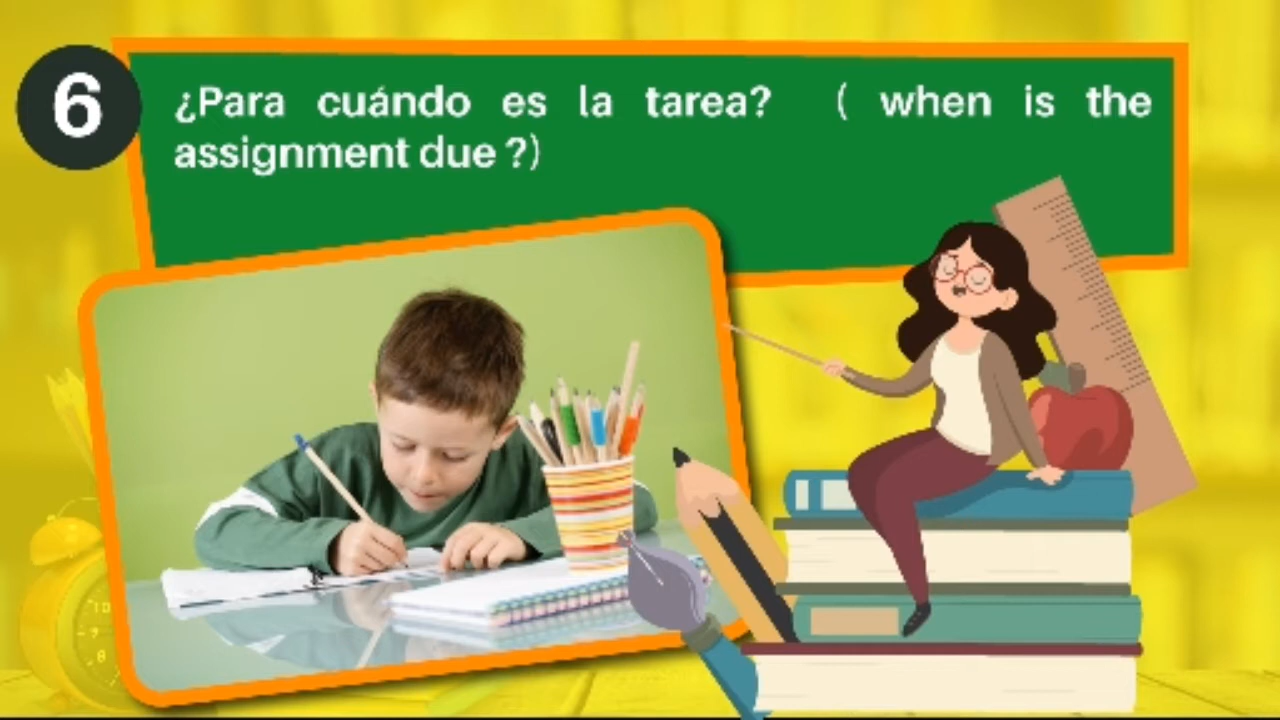 6
¿Para cuándo es la tarea? ( when is the
assignment due ?)